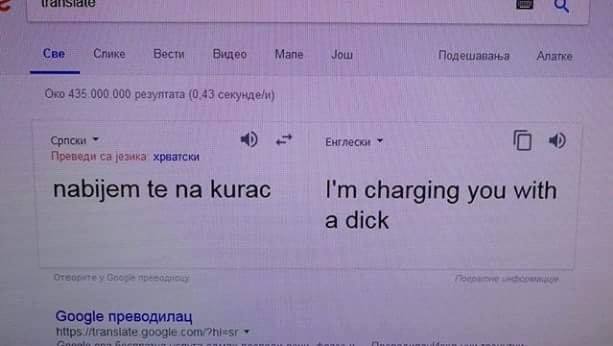 translate
Све Слике Вести Видео Мапе Још Подешавања Алатке
Око 435.000.000 резултата (0,43 секунде/и)
Српски Енглески
Преведи са језика: хрватски
nabijem te na kurac
I'm charging you with
a dick
Отворите у Google преводиоцу Повратне информације
Google преводилац
https://translate.google.com/?hl=sr
Google